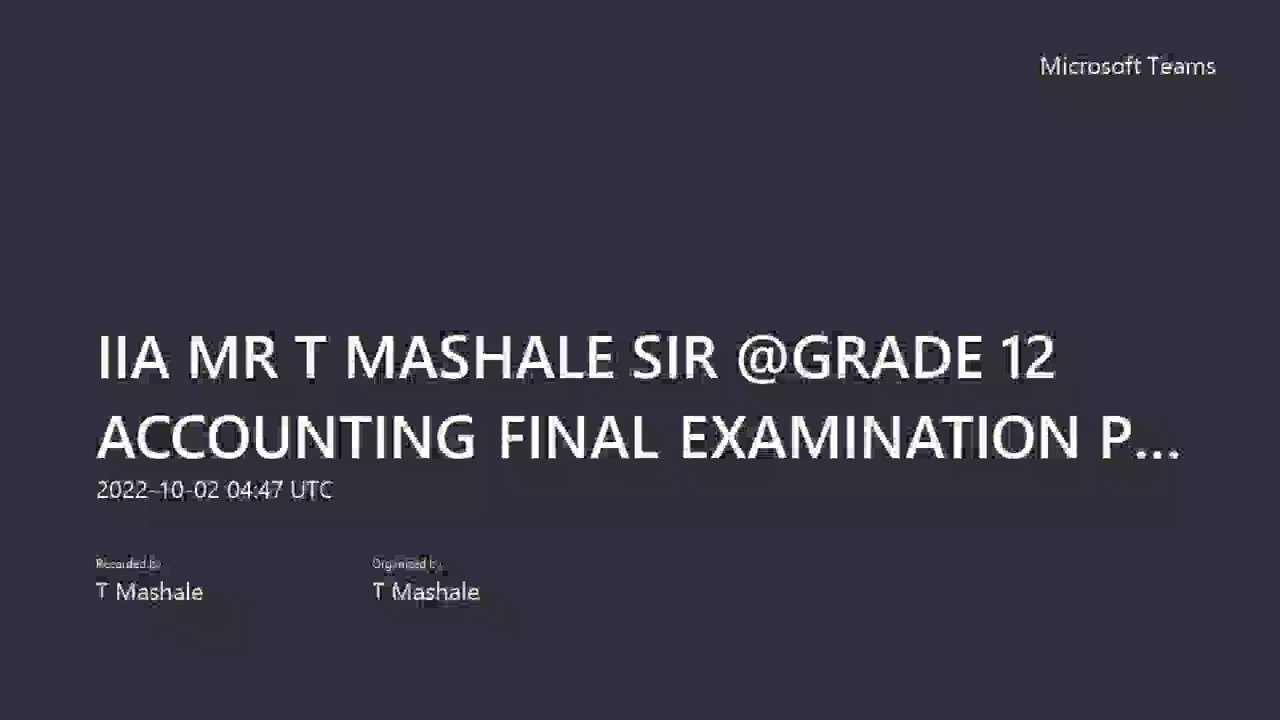 Microsoft Teams
IIA MR T MASHALE SIR @GRADE 12
ACCOUNTING FINAL EXAMINATION P...
2022-10-02 04:47 UTC
Recorded by
Organized by
T Mashale
T Mashale